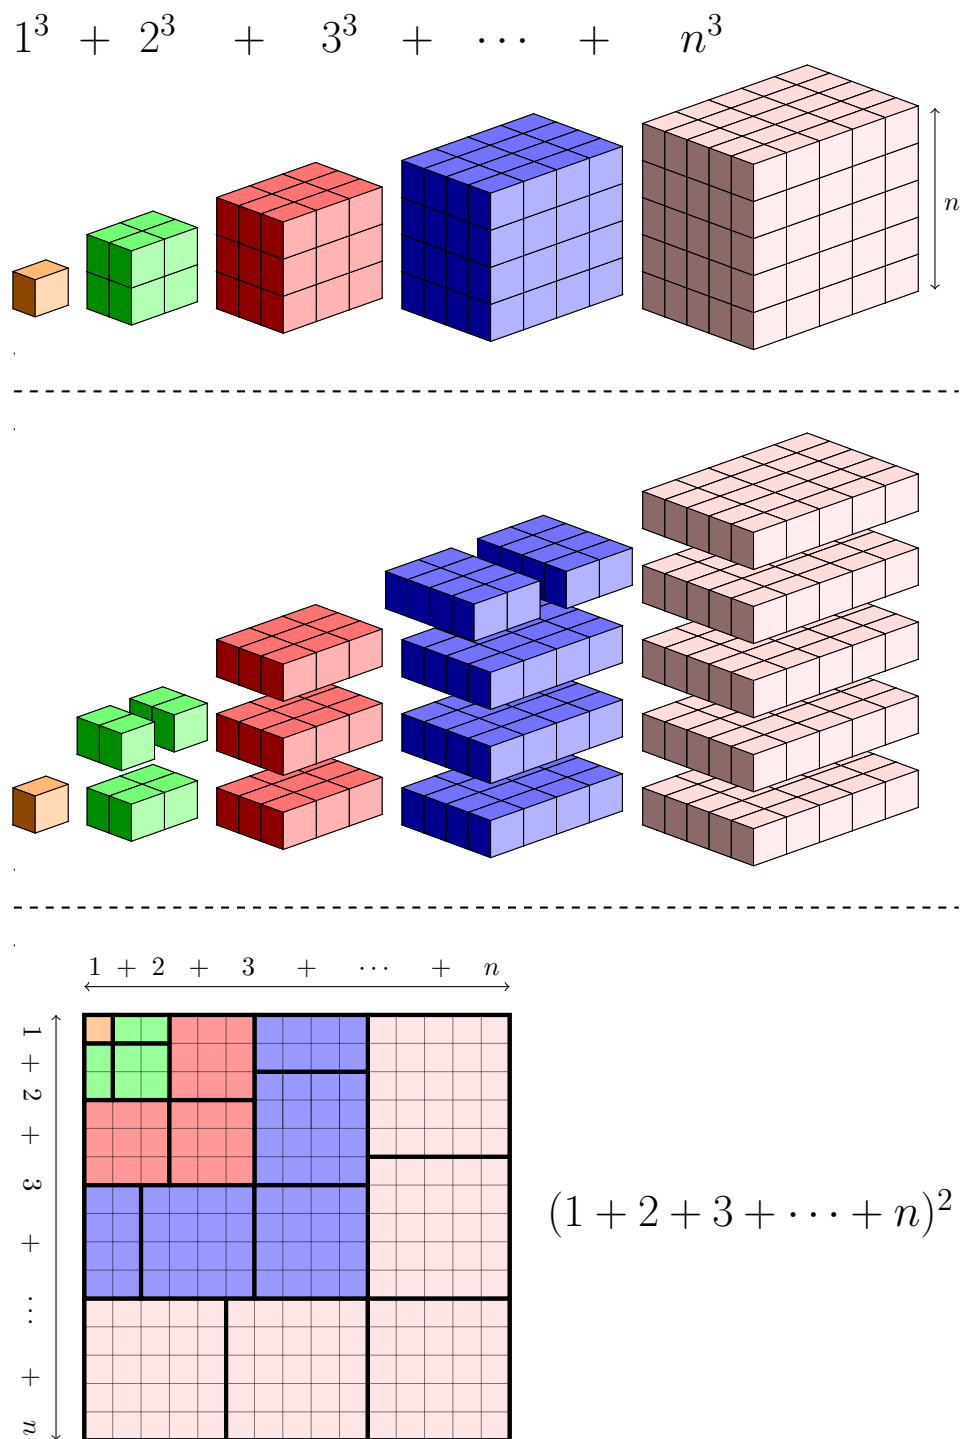 1³ + 2³ + 3³ + ⋯ + n³
n
1 + 2 + 3 + ⋯ + n
1 + 2 + 3 + ⋯ + n
(1 + 2 + 3 + ⋯ + n)²